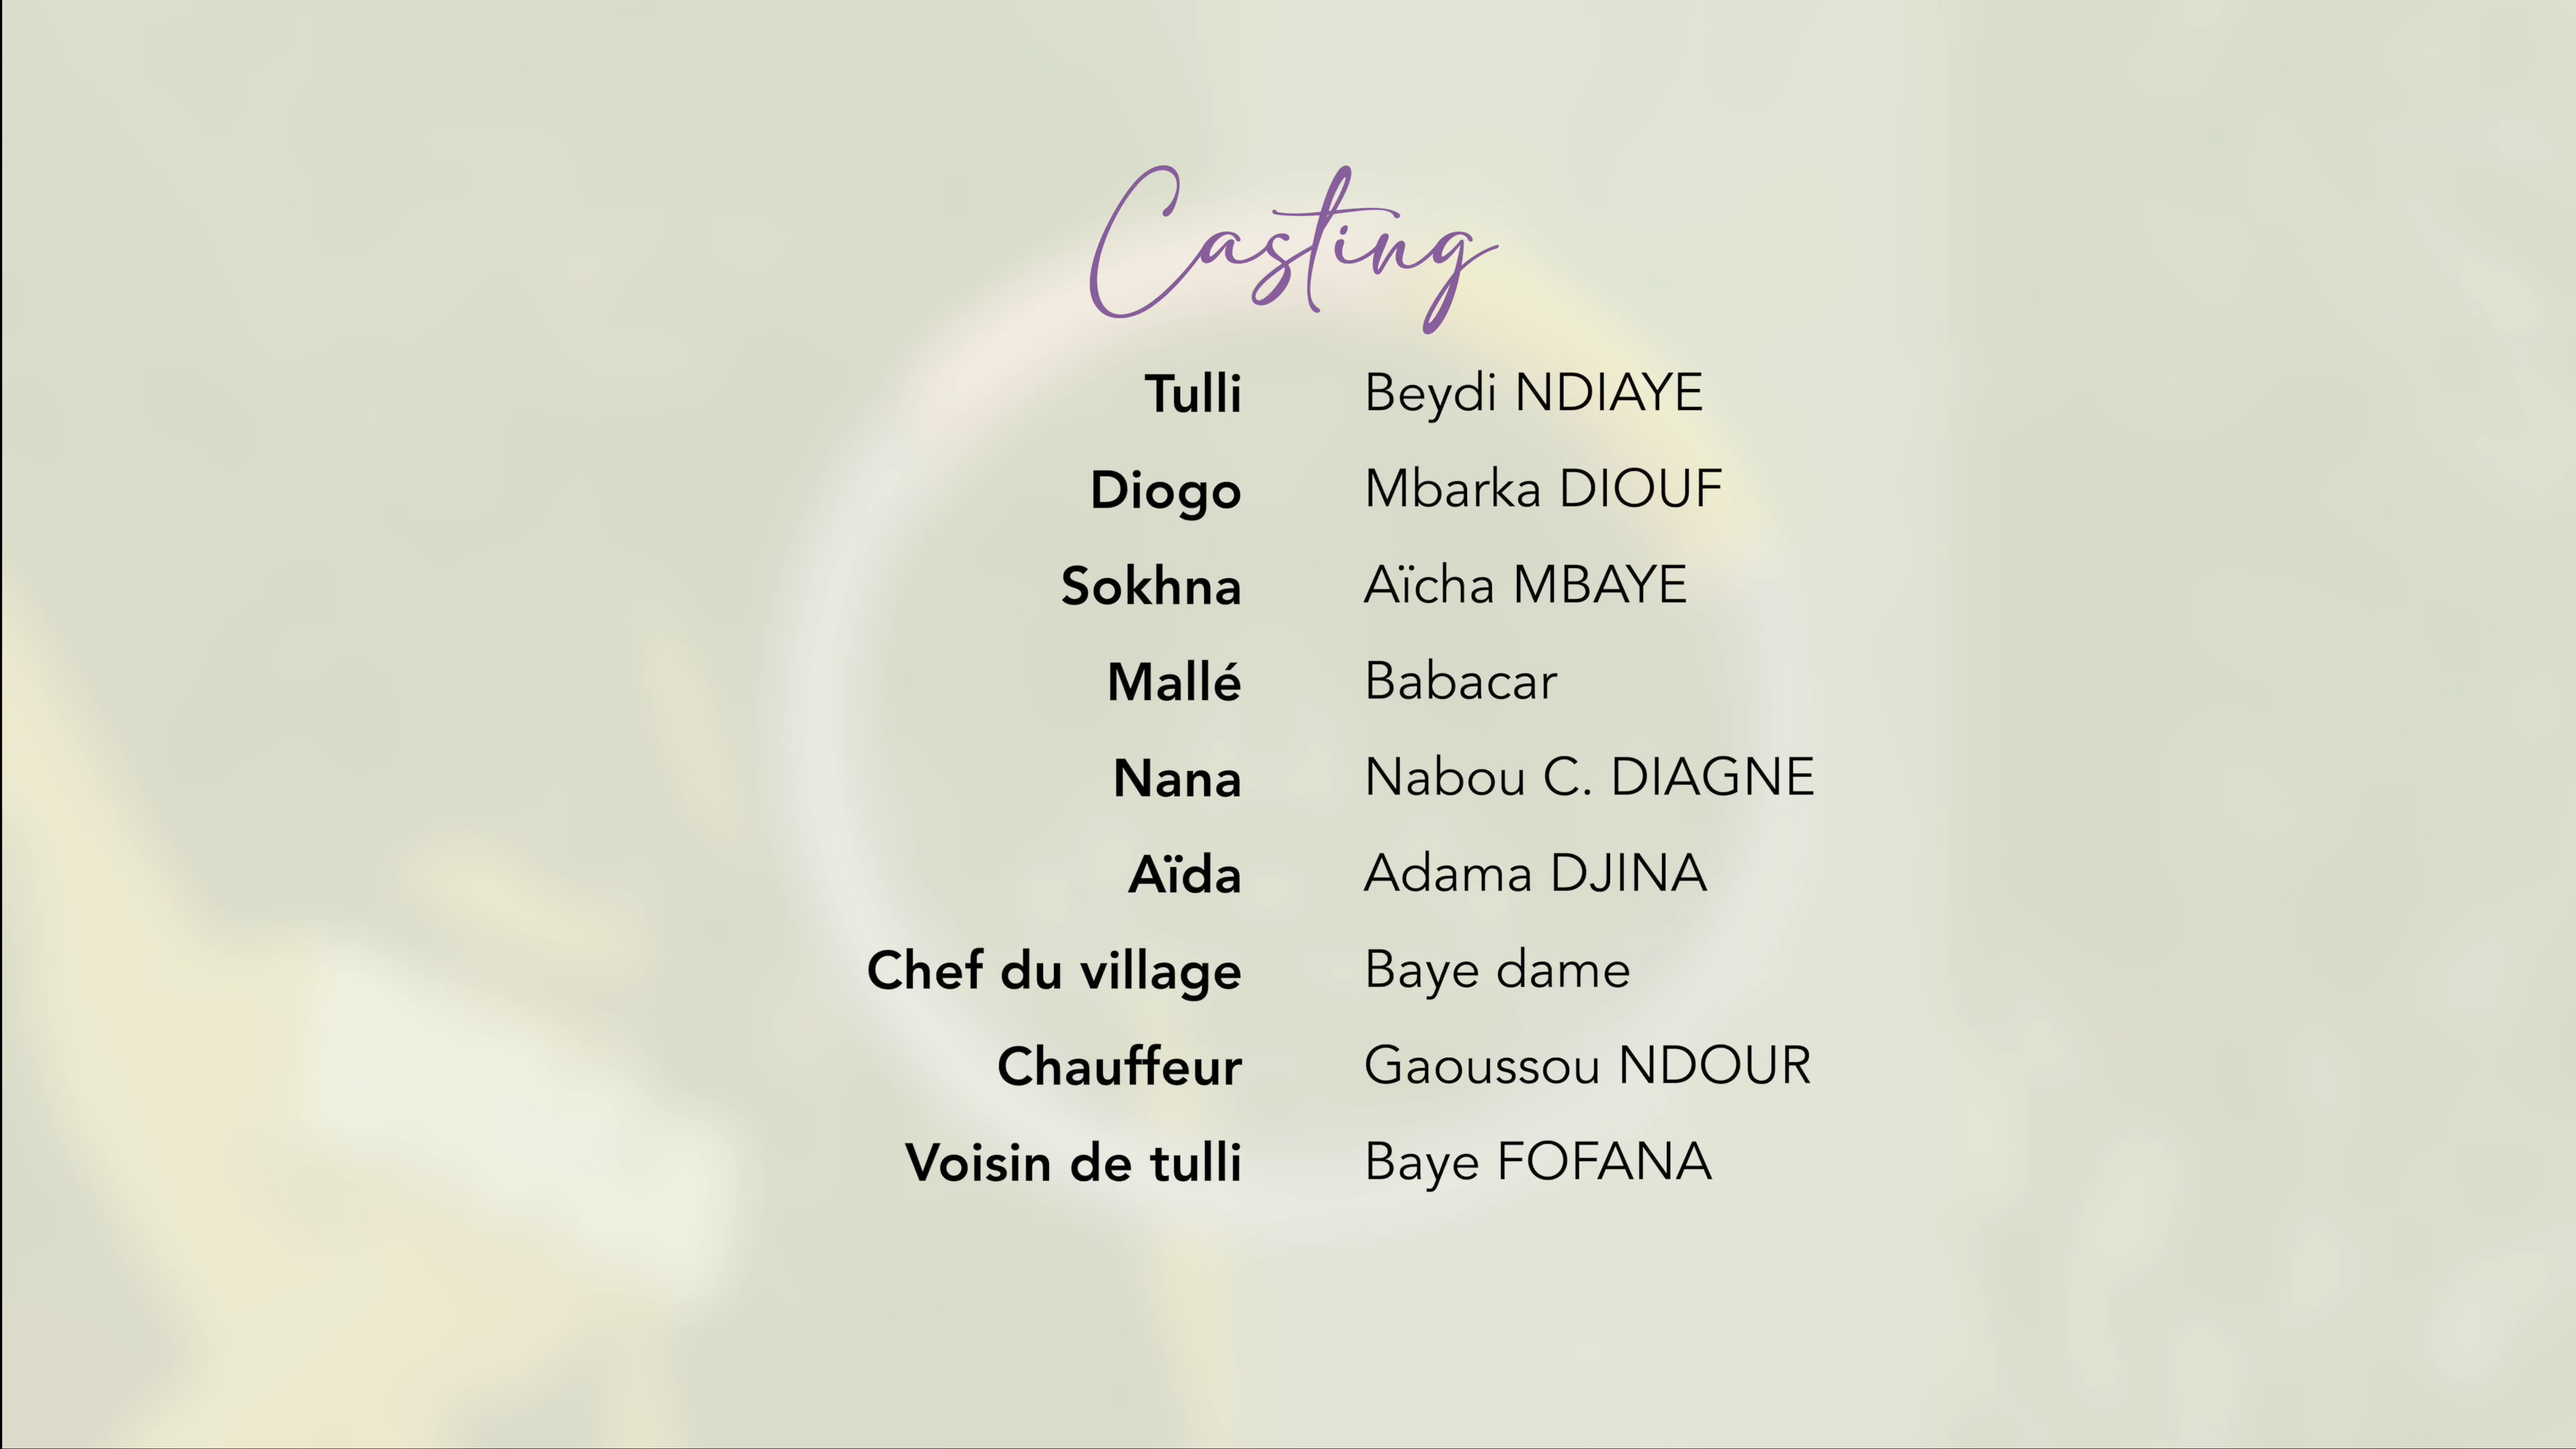 Casting
Tulli Beydi NDIAYE
Diogo Mbarka DIOUF
Sokhna Aïcha MBAYE
Mallé Babacar
Nana Nabou C. DIAGNE
Aïda Adama DJINA
Chef du village Baye dame
Chauffeur Gaoussou NDOUR
Voisin de tulli Baye FOFANA